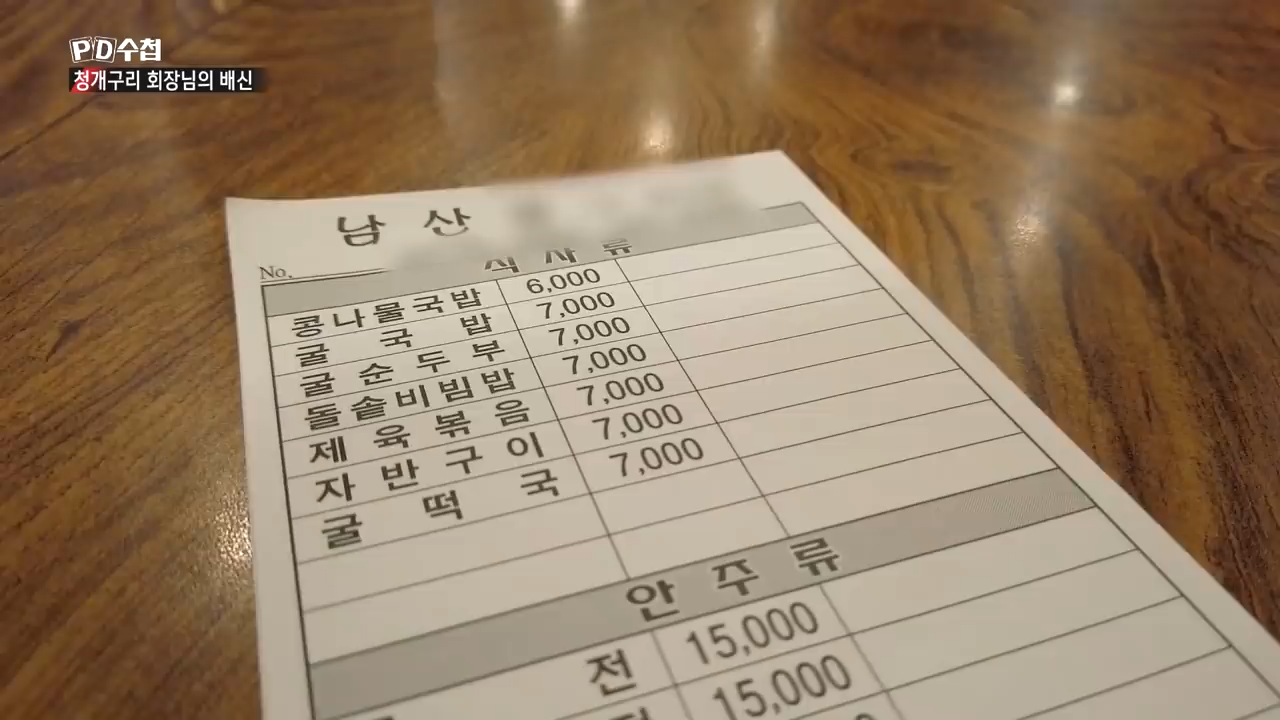 PD수첩
청개구리 회장님의 배신
남 산
No.
식 사 류
콩나물국밥 6,000
굴 국 밥 7,000
굴 순 두 부 7,000
돌솥비빔밥 7,000
제 육 볶 음 7,000
자 반 구 이 7,000
굴 떡 국 7,000
안 주 류
전 15,000
15,000